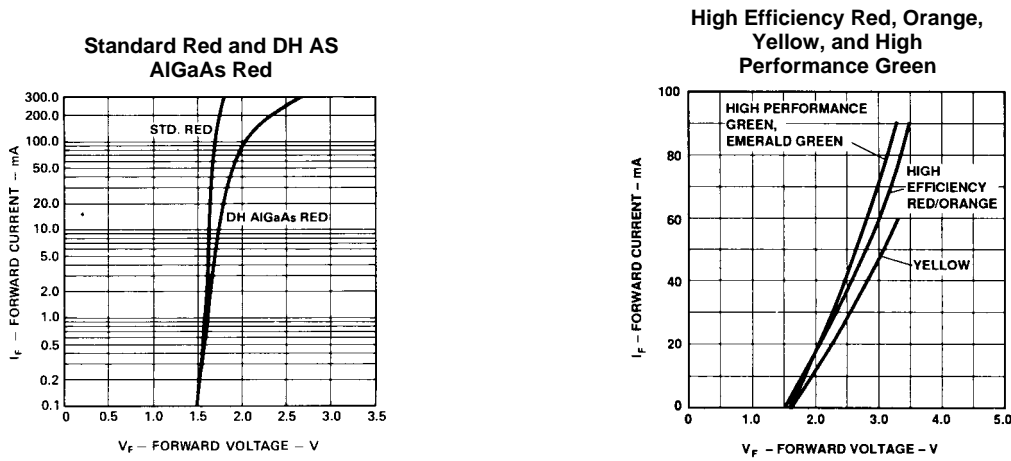 Standard Red and DH AS
AlGaAs Red
300.0
200.0
100.0
50.0
20.0
10.0
5.0
2.0
1.0
0.5
0.2
0.1
I_F – FORWARD CURRENT – mA
STD. RED
DH AlGaAs RED
0 0.5 1.0 1.5 2.0 2.5 3.0 3.5
V_F – FORWARD VOLTAGE – V
High Efficiency Red, Orange,
Yellow, and High
Performance Green
100
80
60
40
20
0
I_F – FORWARD CURRENT – mA
HIGH PERFORMANCE
GREEN,
EMERALD GREEN
HIGH
EFFICIENCY
RED/ORANGE
YELLOW
0 1.0 2.0 3.0 4.0 5.0
V_F – FORWARD VOLTAGE – V